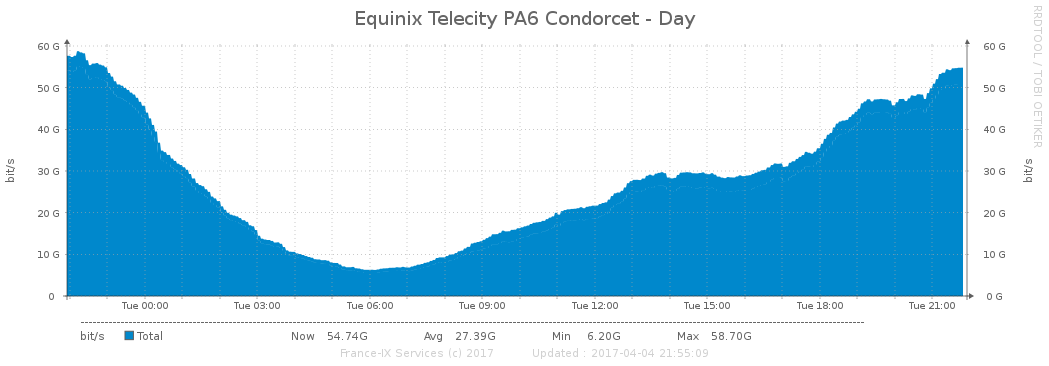 Equinix Telecity PA6 Condorcet - Day
RRDTOOL / TOBI OETIKER
60 G 60 G
50 G 50 G
40 G 40 G
30 G 30 G
20 G 20 G
10 G 10 G
0 0 G
bit/s
bit/s
Tue 00:00 Tue 03:00 Tue 06:00 Tue 09:00 Tue 12:00 Tue 15:00 Tue 18:00 Tue 21:00
bit/s Total Now 54.74G Avg 27.39G Min 6.20G Max 58.70G
France-IX Services (c) 2017 Updated : 2017-04-04 21:55:09